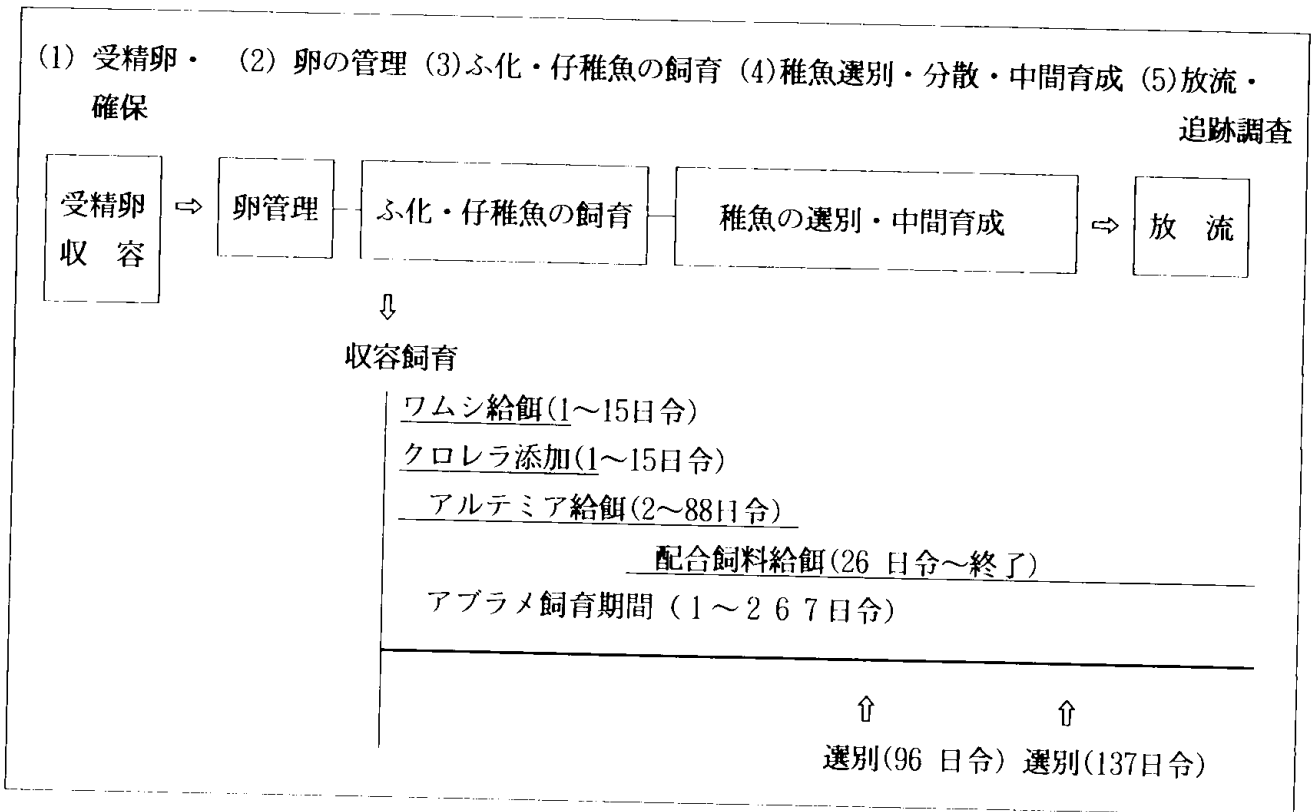 (1) 受精卵・ (2) 卵の管理 (3)ふ化・仔稚魚の飼育 (4)稚魚選別・分散・中間育成 (5)放流・
確保 追跡調査
受精卵 ⇨ 卵管理 ふ化・仔稚魚の飼育 稚魚の選別・中間育成 ⇨ 放 流
収 容
⇩
収容飼育
ワムシ給餌(1～15日令)
クロレラ添加(1～15日令)
アルテミア給餌(2～88日令)
配合飼料給餌(26 日令～終了)
アブラメ飼育期間 (1～267日令)
⇧ ⇧
選別(96 日令) 選別(137日令)